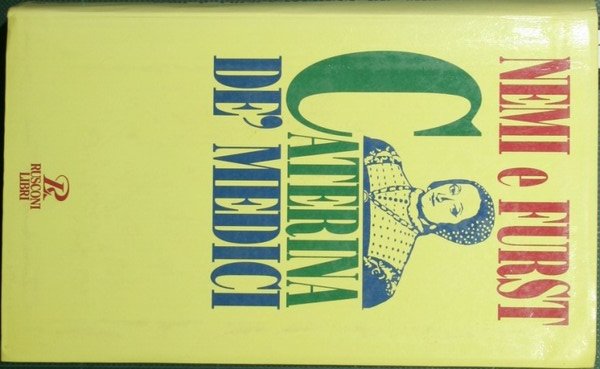 NEMI e FURST
CATERINA
DE' MEDICI
RUSCONI
LIBRI